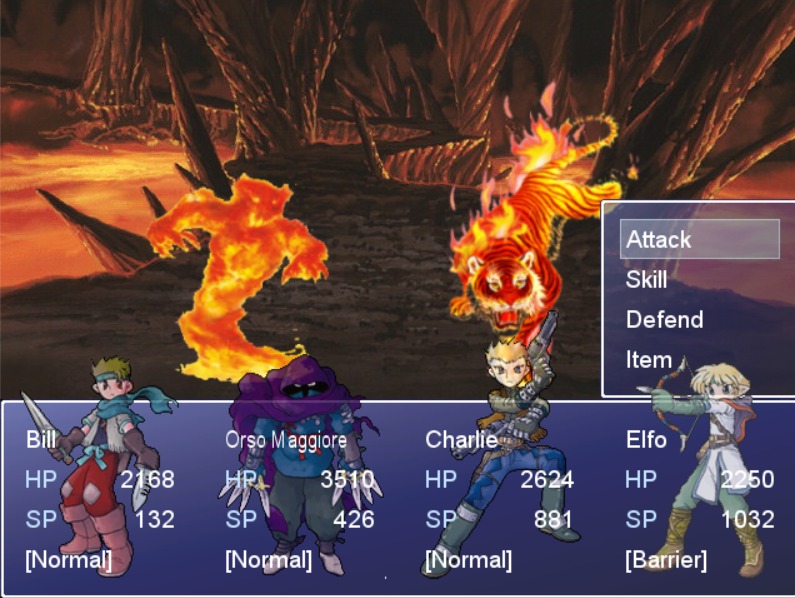 Attack
Skill
Defend
Item
Bill
HP 2168
SP 132
[Normal]
Orso Maggiore
HP 3510
SP 426
[Normal]
Charlie
HP 2624
SP 881
[Normal]
Elfo
HP 2250
SP 1032
[Barrier]